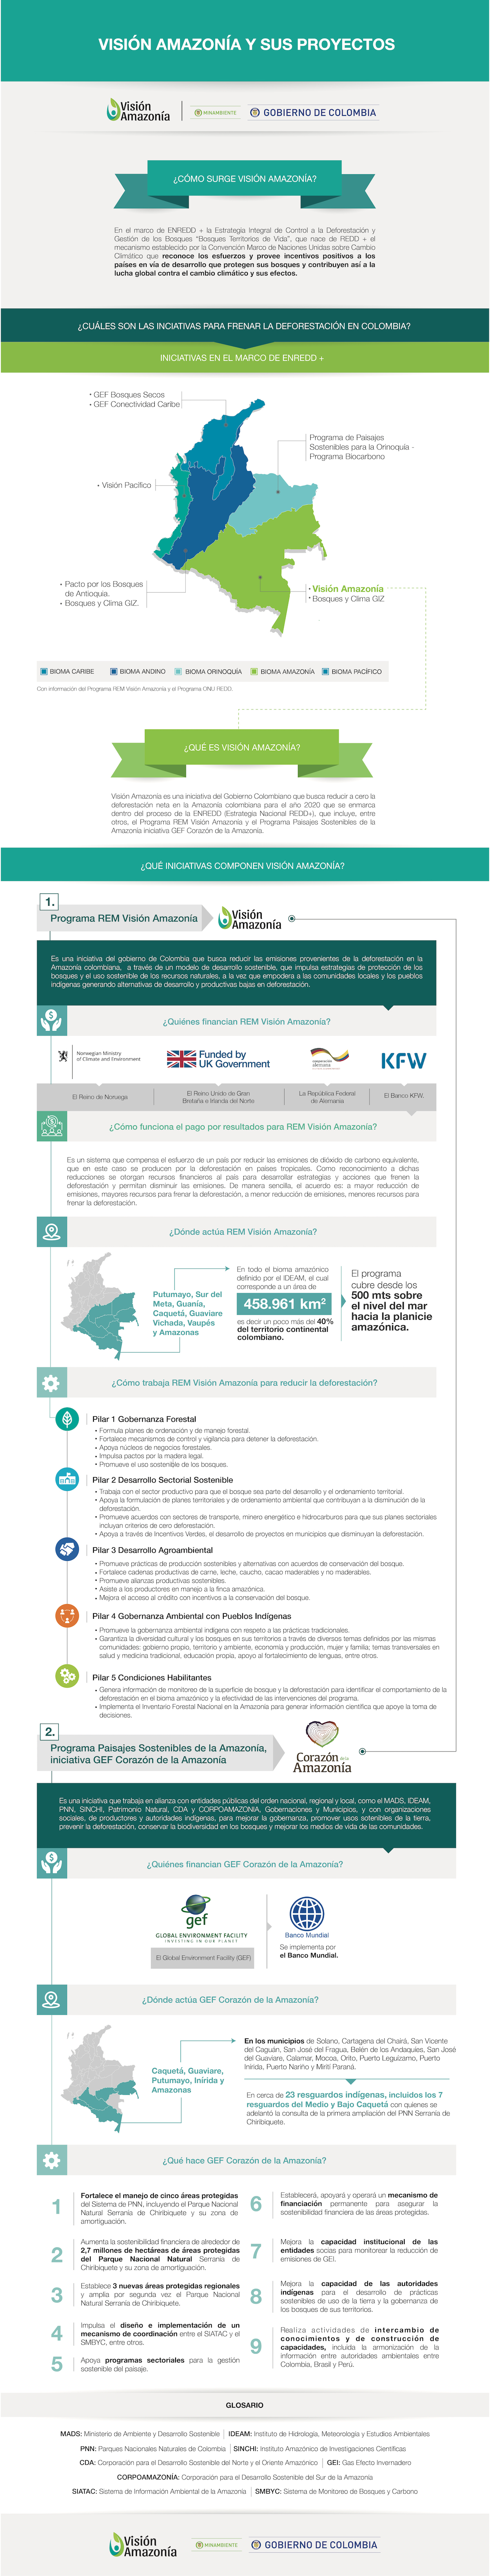 VISIÓN AMAZONÍA Y SUS PROYECTOS
Visión
Amazonía
MINAMBIENTE
GOBIERNO DE COLOMBIA
¿CÓMO SURGE VISIÓN AMAZONÍA?
En el marco de ENREDD + la Estrategia Integral de Control a la Deforestación y
Gestión de los Bosques "Bosques Territorios de Vida", que nace de REDD + el
mecanismo establecido por la Convención Marco de Naciones Unidas sobre Cambio
Climático que reconoce los esfuerzos y provee incentivos positivos a los
países en vía de desarrollo que protegen sus bosques y contribuyen así a la
lucha global contra el cambio climático y sus efectos.
¿CUÁLES SON LAS INCIATIVAS PARA FRENAR LA DEFORESTACIÓN EN COLOMBIA?
INICIATIVAS EN EL MARCO DE ENREDD +
• GEF Bosques Secos
• GEF Conectividad Caribe
Programa de Paisajes
Sostenibles para la Orinoquía -
Programa Biocarbono
• Visión Pacífico
• Pacto por los Bosques
de Antioquia.
• Bosques y Clima GIZ.
• Visión Amazonía
• Bosques y Clima GIZ
BIOMA CARIBE
BIOMA ANDINO
BIOMA ORINOQUÍA
BIOMA AMAZONÍA
BIOMA PACÍFICO
Con información del Programa REM Visión Amazonía y el Programa ONU REDD.
¿QUÉ ES VISIÓN AMAZONÍA?
Visión Amazonía es una iniciativa del Gobierno Colombiano que busca reducir a cero la
deforestación neta en la Amazonía colombiana para el año 2020 que se enmarca
dentro del proceso de la ENREDD (Estrategia Nacional REDD+), que incluye, entre
otros, el Programa REM Visión Amazonía y el Programa Paisajes Sostenibles de la
Amazonía iniciativa GEF Corazón de la Amazonía.
¿QUÉ INICIATIVAS COMPONEN VISIÓN AMAZONÍA?
1.
Programa REM Visión Amazonía
Visión
Amazonía
Es una iniciativa del gobierno de Colombia que busca reducir las emisiones provenientes de la deforestación en la
Amazonía colombiana, a través de un modelo de desarrollo sostenible, que impulsa estrategias de protección de los
bosques y el uso sostenible de los recursos naturales, a la vez que empodera a las comunidades locales y los pueblos
indígenas generando alternativas de desarrollo y productivas bajas en deforestación.
¿Quiénes financian REM Visión Amazonía?
Norwegian Ministry
of Climate and Environment
Funded by
UK Government
cooperación
alemana
KFW
El Reino de Noruega
El Reino Unido de Gran
Bretaña e Irlanda del Norte
La República Federal
de Alemania
El Banco KFW.
¿Cómo funciona el pago por resultados para REM Visión Amazonía?
Es un sistema que compensa el esfuerzo de un país por reducir las emisiones de dióxido de carbono equivalente,
que en este caso se producen por la deforestación en países tropicales. Como reconocimiento a dichas
reducciones se otorgan recursos financieros al país para desarrollar estrategias y acciones que frenen la
deforestación y permitan disminuir las emisiones. De manera sencilla, el acuerdo es: a mayor reducción de
emisiones, mayores recursos para frenar la deforestación, a menor reducción de emisiones, menores recursos para
frenar la deforestación.
¿Dónde actúa REM Visión Amazonía?
Putumayo, Sur del
Meta, Guanía,
Caquetá, Guaviare
Vichada, Vaupés
y Amazonas
En todo el bioma amazónico
definido por el IDEAM, el cual
corresponde a un área de
458.961 km²
es decir un poco más del 40%
del territorio continental
colombiano.
El programa
cubre desde los
500 mts sobre
el nivel del mar
hacia la planicie
amazónica.
¿Cómo trabaja REM Visión Amazonía para reducir la deforestación?
Pilar 1 Gobernanza Forestal
• Formula planes de ordenación y de manejo forestal.
• Fortalece mecanismos de control y vigilancia para detener la deforestación.
• Apoya núcleos de negocios forestales.
• Impulsa pactos por la madera legal.
• Promueve el uso sostenible de los bosques.
Pilar 2 Desarrollo Sectorial Sostenible
• Trabaja con el sector productivo para que el bosque sea parte del desarrollo y el ordenamiento territorial.
• Apoya la formulación de planes territoriales y de ordenamiento ambiental que contribuyan a la disminución de la
deforestación.
• Promueve acuerdos con sectores de transporte, minero energético e hidrocarburos para que sus planes sectoriales
incluyan criterios de cero deforestación.
• Apoya a través de Incentivos Verdes, el desarrollo de proyectos en municipios que disminuyan la deforestación.
Pilar 3 Desarrollo Agroambiental
• Promueve prácticas de producción sostenibles y alternativas con acuerdos de conservación del bosque.
• Fortalece cadenas productivas de carne, leche, caucho, cacao maderables y no maderables.
• Promueve alianzas productivas sostenibles.
• Asiste a los productores en manejo a la finca amazónica.
• Mejora el acceso al crédito con incentivos a la conservación del bosque.
Pilar 4 Gobernanza Ambiental con Pueblos Indígenas
• Promueve la gobernanza ambiental indígena con respeto a las prácticas tradicionales.
• Garantiza la diversidad cultural y los bosques en sus territorios a través de diversos temas definidos por las mismas
comunidades: gobierno propio, territorio y ambiente, economía y producción, mujer y familia; temas transversales en
salud y medicina tradicional, educación propia, apoyo al fortalecimiento de lenguas, entre otros.
Pilar 5 Condiciones Habilitantes
• Genera información de monitoreo de la superficie de bosque y la deforestación para identificar el comportamiento de la
deforestación en el bioma amazónico y la efectividad de las intervenciones del programa.
• Implementa el Inventario Forestal Nacional en la Amazonía para generar información científica que apoye la toma de
decisiones.
2.
Programa Paisajes Sostenibles de la Amazonía,
iniciativa GEF Corazón de la Amazonía
Corazón de la
Amazonía
Es una iniciativa que trabaja en alianza con entidades públicas del orden nacional, regional y local, como el MADS, IDEAM,
PNN, SINCHI, Patrimonio Natural, CDA y CORPOAMAZONIA, Gobernaciones y Municipios, y con organizaciones
sociales, de productores y autoridades indígenas, para mejorar la gobernanza, promover usos sotenibles de la tierra,
prevenir la deforestación, conservar la biodiversidad en los bosques y mejorar los medios de vida de las comunidades.
¿Quiénes financian GEF Corazón de la Amazonía?
gef
GLOBAL ENVIRONMENT FACILITY
INVESTING IN OUR PLANET
El Global Environment Facility (GEF)
Banco Mundial
Se implementa por
el Banco Mundial.
¿Dónde actúa GEF Corazón de la Amazonía?
Caquetá, Guaviare,
Putumayo, Inírida y
Amazonas
En los municipios de Solano, Cartagena del Chairá, San Vicente
del Caguán, San José del Fragua, Belén de los Andaquíes, San José
del Guaviare, Calamar, Mocoa, Orito, Puerto Leguízamo, Puerto
Inírida, Puerto Nariño y Mirití Paraná.
En cerca de 23 resguardos indígenas, incluidos los 7
resguardos del Medio y Bajo Caquetá con quienes se
adelantó la consulta de la primera ampliación del PNN Serranía de
Chiribiquete.
¿Qué hace GEF Corazón de la Amazonía?
1
Fortalece el manejo de cinco áreas protegidas
del Sistema de PNN, incluyendo el Parque Nacional
Natural Serranía de Chiribiquete y su zona de
amortiguación.
2
Aumenta la sostenibilidad financiera de alrededor de
2,7 millones de hectáreas de áreas protegidas
del Parque Nacional Natural Serranía de
Chiribiquete y su zona de amortiguación.
3
Establece 3 nuevas áreas protegidas regionales
y amplía por segunda vez el Parque Nacional
Natural Serranía de Chiribiquete.
4
Impulsa el diseño e implementación de un
mecanismo de coordinación entre el SIATAC y el
SMBYC, entre otros.
5
Apoya programas sectoriales para la gestión
sostenible del paisaje.
6
Establecerá, apoyará y operará un mecanismo de
financiación permanente para asegurar la
sostenibilidad financiera de las áreas protegidas.
7
Mejora la capacidad institucional de las
entidades socias para monitorear la reducción de
emisiones de GEI.
8
Mejora la capacidad de las autoridades
indígenas para el desarrollo de prácticas
sostenibles de uso de la tierra y la gobernanza de
los bosques de sus territorios.
9
Realiza actividades de intercambio de
conocimientos y de construcción de
capacidades, incluida la armonización de la
información entre autoridades ambientales entre
Colombia, Brasil y Perú.
GLOSARIO
MADS: Ministerio de Ambiente y Desarrollo Sostenible
IDEAM: Instituto de Hidrología, Meteorología y Estudios Ambientales
PNN: Parques Nacionales Naturales de Colombia
SINCHI: Instituto Amazónico de Investigaciones Científicas
CDA: Corporación para el Desarrollo Sostenible del Norte y el Oriente Amazónico
GEI: Gas Efecto Invernadero
CORPOAMAZONÍA: Corporación para el Desarrollo Sostenible del Sur de la Amazonía
SIATAC: Sistema de Información Ambiental de la Amazonía
SMBYC: Sistema de Monitoreo de Bosques y Carbono
Visión
Amazonía
MINAMBIENTE
GOBIERNO DE COLOMBIA